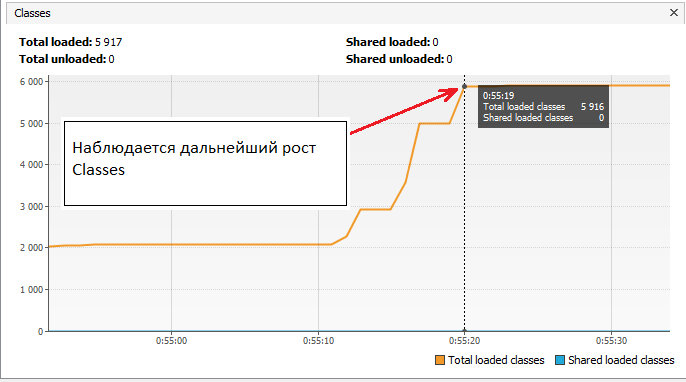 Classes
Total loaded: 5 917
Shared loaded: 0
Total unloaded: 0
Shared unloaded: 0
6 000
5 000
4 000
3 000
2 000
1 000
0
Наблюдается дальнейший рост
Classes
0:55:19
Total loaded classes 5 916
Shared loaded classes 0
0:55:00
0:55:10
0:55:20
0:55:30
Total loaded classes
Shared loaded classes